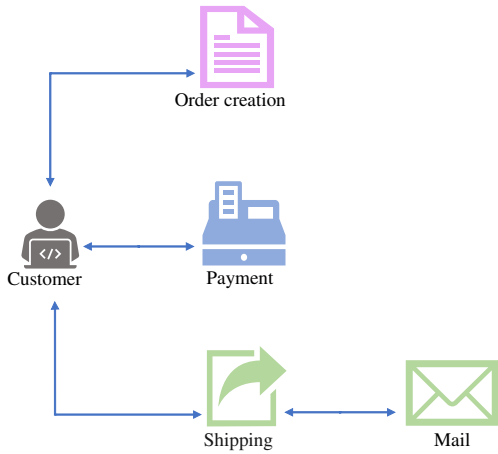 Order creation
</>
Customer
Payment
Shipping
Mail